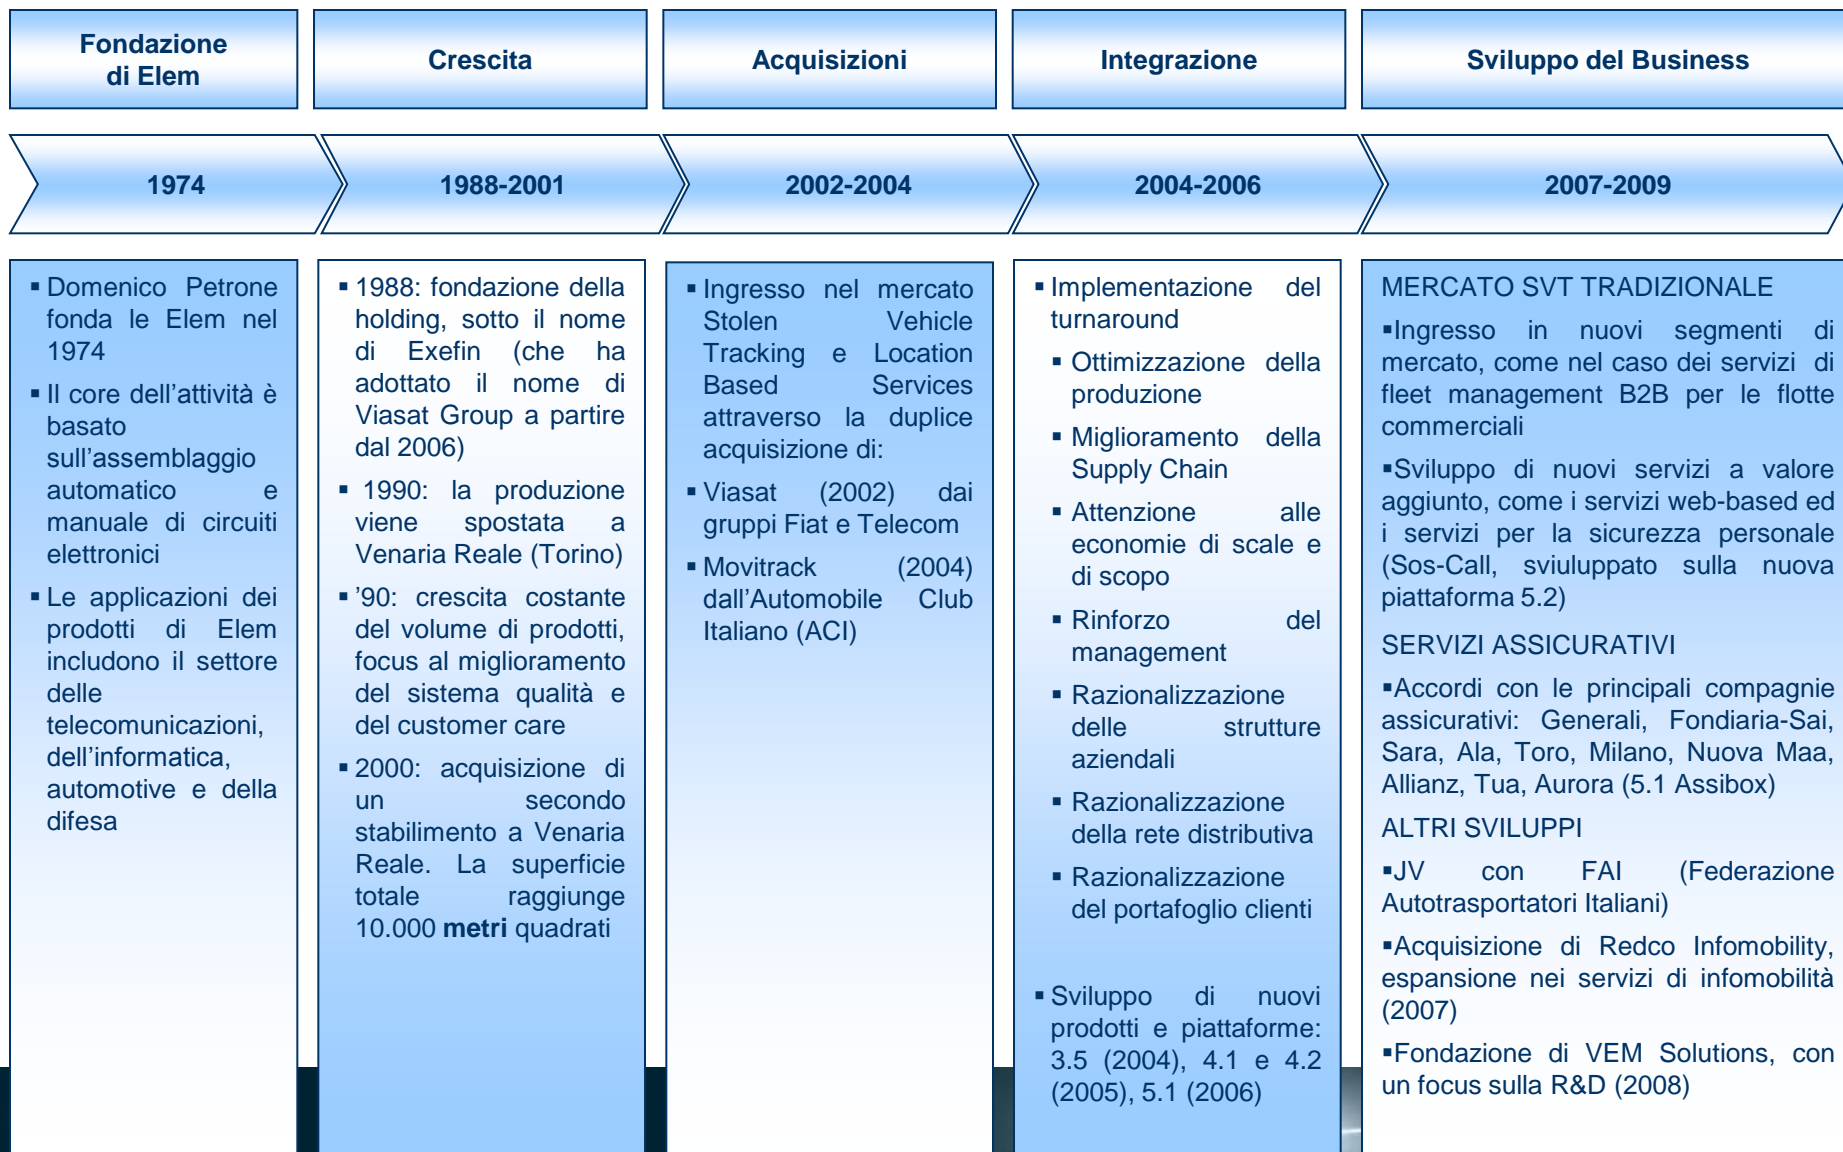 Fondazione
di Elem
Crescita
Acquisizioni
Integrazione
Sviluppo del Business
1974
1988-2001
2002-2004
2004-2006
2007-2009
▪ Domenico Petrone
fonda le Elem nel
1974
▪ Il core dell’attività è
basato
sull’assemblaggio
automatico e
manuale di circuiti
elettronici
▪ Le applicazioni dei
prodotti di Elem
includono il settore
delle
telecomunicazioni,
dell’informatica,
automotive e della
difesa
▪ 1988: fondazione della
holding, sotto il nome
di Exefin (che ha
adottato il nome di
Viasat Group a partire
dal 2006)
▪ 1990: la produzione
viene spostata a
Venaria Reale (Torino)
▪ ’90: crescita costante
del volume di prodotti,
focus al miglioramento
del sistema qualità e
del customer care
▪ 2000: acquisizione di
un secondo
stabilimento a Venaria
Reale. La superficie
totale raggiunge
10.000 metri quadrati
▪ Ingresso nel mercato
Stolen Vehicle
Tracking e Location
Based Services
attraverso la duplice
acquisizione di:
▪ Viasat (2002) dai
gruppi Fiat e Telecom
▪ Movitrack (2004)
dall’Automobile Club
Italiano (ACI)
▪ Implementazione del
turnaround
▪ Ottimizzazione della
produzione
▪ Miglioramento della
Supply Chain
▪ Attenzione alle
economie di scale e
di scopo
▪ Rinforzo del
management
▪ Razionalizzazione
delle strutture
aziendali
▪ Razionalizzazione
della rete distributiva
▪ Razionalizzazione
del portafoglio clienti
▪ Sviluppo di nuovi
prodotti e piattaforme:
3.5 (2004), 4.1 e 4.2
(2005), 5.1 (2006)
MERCATO SVT TRADIZIONALE
▪Ingresso in nuovi segmenti di
mercato, come nel caso dei servizi di
fleet management B2B per le flotte
commerciali
▪Sviluppo di nuovi servizi a valore
aggiunto, come i servizi web-based ed
i servizi per la sicurezza personale
(Sos-Call, sviuluppato sulla nuova
piattaforma 5.2)
SERVIZI ASSICURATIVI
▪Accordi con le principali compagnie
assicurativi: Generali, Fondiaria-Sai,
Sara, Ala, Toro, Milano, Nuova Maa,
Allianz, Tua, Aurora (5.1 Assibox)
ALTRI SVILUPPI
▪JV con FAI (Federazione
Autotrasportatori Italiani)
▪Acquisizione di Redco Infomobility,
espansione nei servizi di infomobilità
(2007)
▪Fondazione di VEM Solutions, con
un focus sulla R&D (2008)